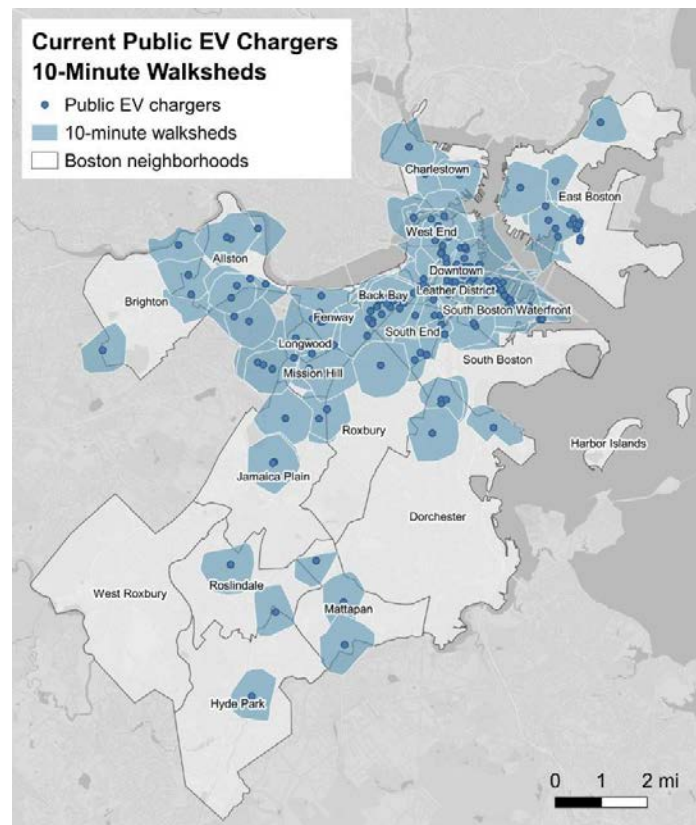 Current Public EV Chargers
10-Minute Walksheds
Public EV chargers
10-minute walksheds
Boston neighborhoods
Charlestown
East Boston
West End
Allston
Downtown
Brighton
Back Bay
Leather District
Fenway
South Boston Waterfront
South End
Longwood
South Boston
Mission Hill
Roxbury
Harbor Islands
Jamaica Plain
Dorchester
Roslindale
West Roxbury
Mattapan
Hyde Park
0 1 2 mi